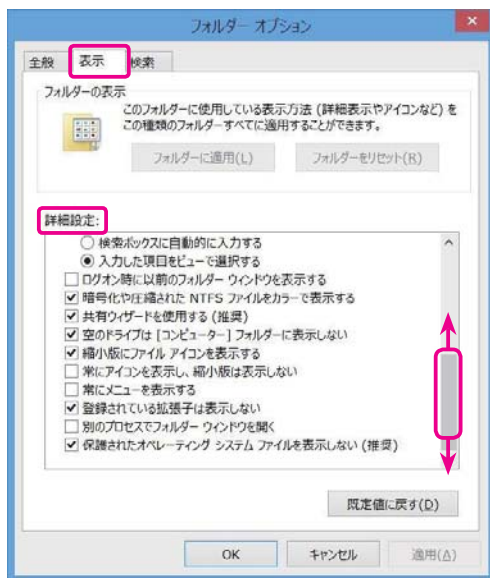 フォルダー オプション
全般 表示 検索
フォルダーの表示
このフォルダーに使用している表示方法 (詳細表示やアイコンなど) を
この種類のフォルダーすべてに適用することができます。
フォルダーに適用(L) フォルダーをリセット(R)
詳細設定:
検索ボックスに自動的に入力する
入力した項目をビューで選択する
ログオン時に以前のフォルダー ウィンドウを表示する
暗号化や圧縮された NTFS ファイルをカラーで表示する
共有ウィザードを使用する (推奨)
空のドライブは [コンピューター] フォルダーに表示しない
縮小版にファイル アイコンを表示する
常にアイコンを表示し、縮小版は表示しない
常にメニューを表示する
登録されている拡張子は表示しない
別のプロセスでフォルダー ウィンドウを開く
保護されたオペレーティング システム ファイルを表示しない (推奨)
既定値に戻す(D)
OK キャンセル 適用(A)